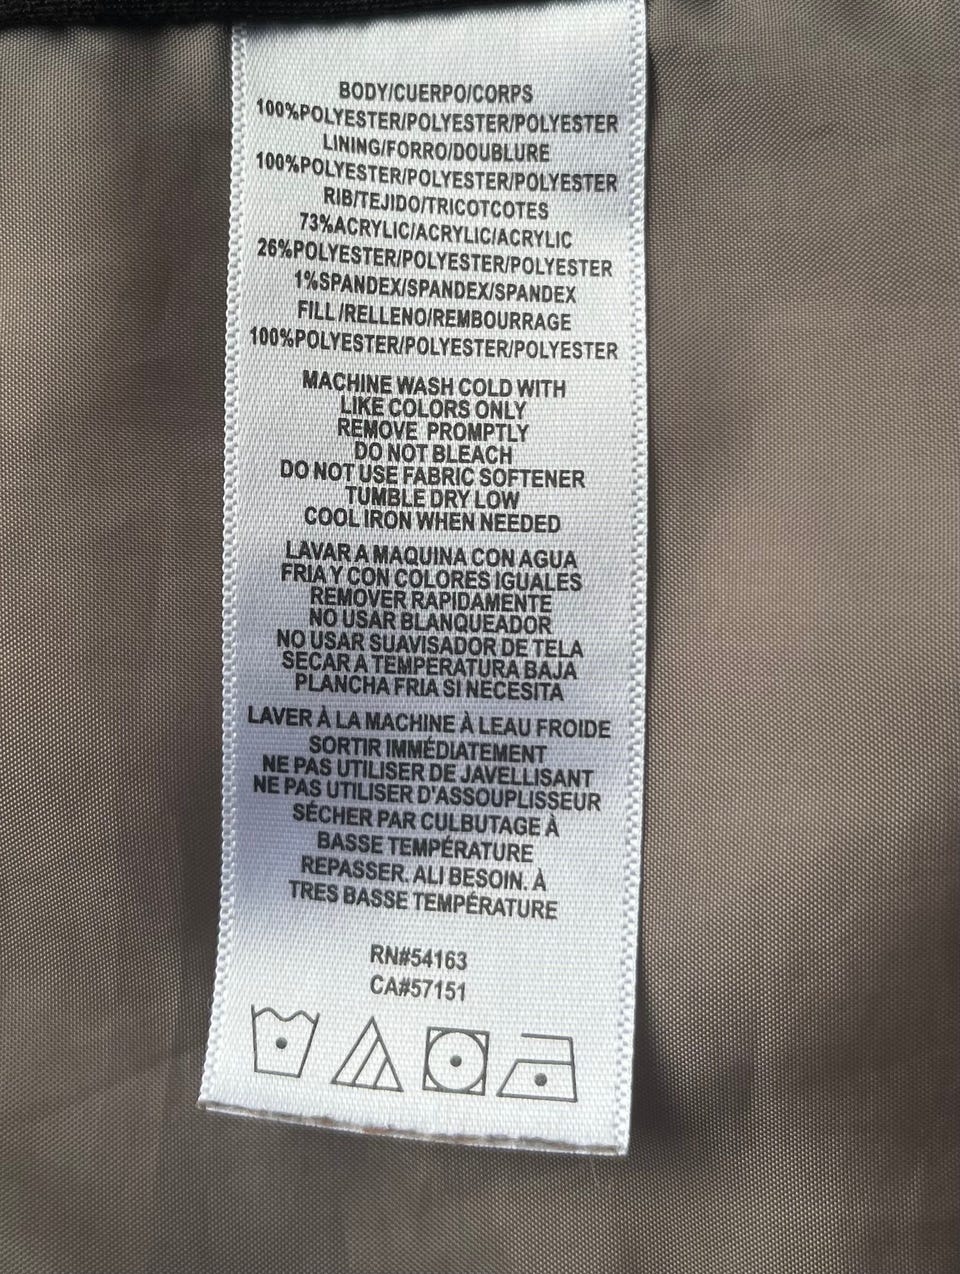 BODY/CUERPO/CORPS
100%POLYESTER/POLYESTER/POLYESTER
LINING/FORRO/DOUBLURE
100%POLYESTER/POLYESTER/POLYESTER
RIB/TEJIDO/TRICOTCOTES
73%ACRYLIC/ACRYLIC/ACRYLIC
26%POLYESTER/POLYESTER/POLYESTER
1%SPANDEX/SPANDEX/SPANDEX
FILL/RELLENO/REMBOURRAGE
100%POLYESTER/POLYESTER/POLYESTER
MACHINE WASH COLD WITH
LIKE COLORS ONLY
REMOVE PROMPTLY
DO NOT BLEACH
DO NOT USE FABRIC SOFTENER
TUMBLE DRY LOW
COOL IRON WHEN NEEDED
LAVAR A MAQUINA CON AGUA
FRIA Y CON COLORES IGUALES
REMOVER RAPIDAMENTE
NO USAR BLANQUEADOR
NO USAR SUAVISADOR DE TELA
SECAR A TEMPERATURA BAJA
PLANCHA FRIA SI NECESITA
LAVER À LA MACHINE À LEAU FROIDE
SORTIR IMMÉDIATEMENT
NE PAS UTILISER DE JAVELLISANT
NE PAS UTILISER D'ASSOUPLISSEUR
SÉCHER PAR CULBUTAGE À
BASSE TEMPÉRATURE
REPASSER. ALI BESOIN. À
TRES BASSE TEMPÉRATURE
RN#54163
CA#57151